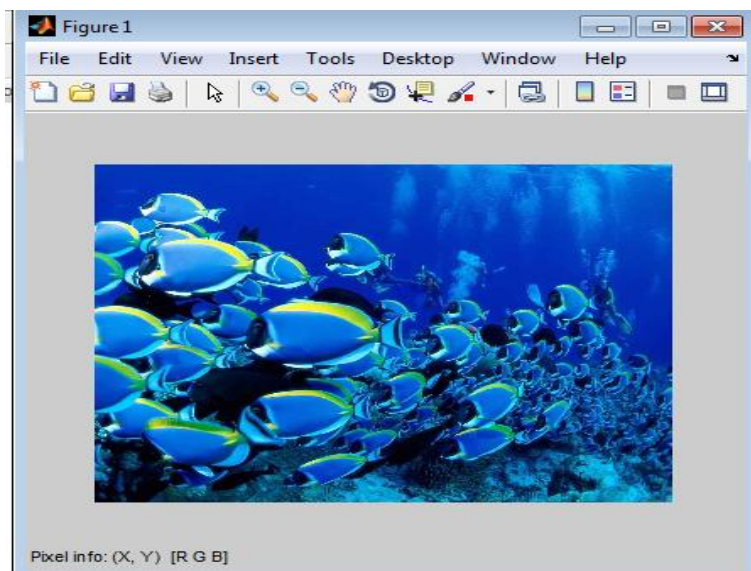 Figure 1
File Edit View Insert Tools Desktop Window Help
Pixel info: (X, Y) [R G B]